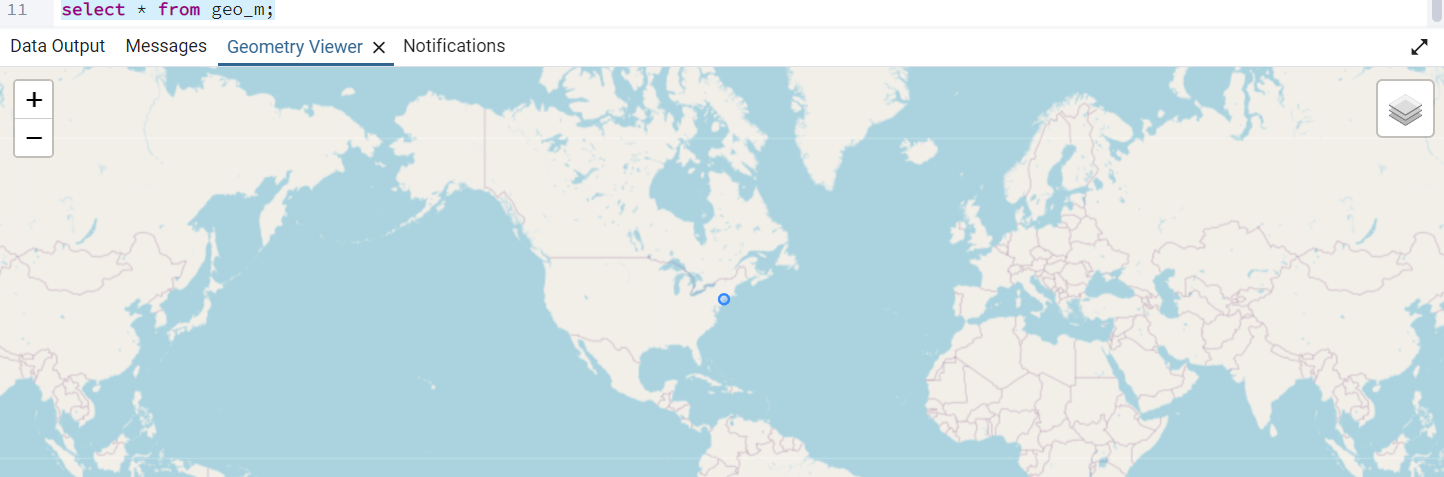 11 select * from geo_m;
Data Output Messages Geometry Viewer Notifications
+
−